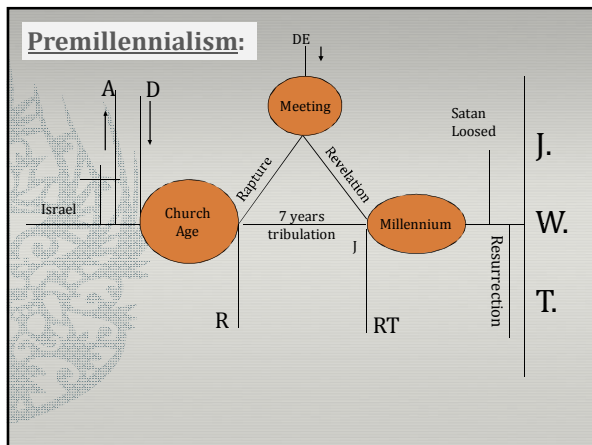 Premillennialism:
DE
A
D
Meeting
Satan
Loosed
J.
Rapture
Revelation
Israel
Church
Age
7 years
tribulation
J
Millennium
W.
Resurrection
T.
R
RT